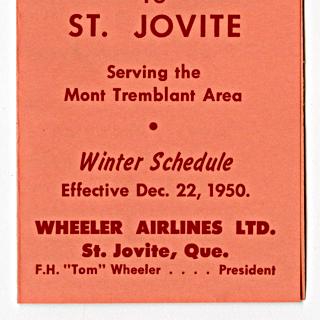 TO
ST. JOVITE
Serving the
Mont Tremblant Area
•
Winter Schedule
Effective Dec. 22, 1950.
WHEELER AIRLINES LTD.
St. Jovite, Que.
F.H. "Tom" Wheeler . . . . President